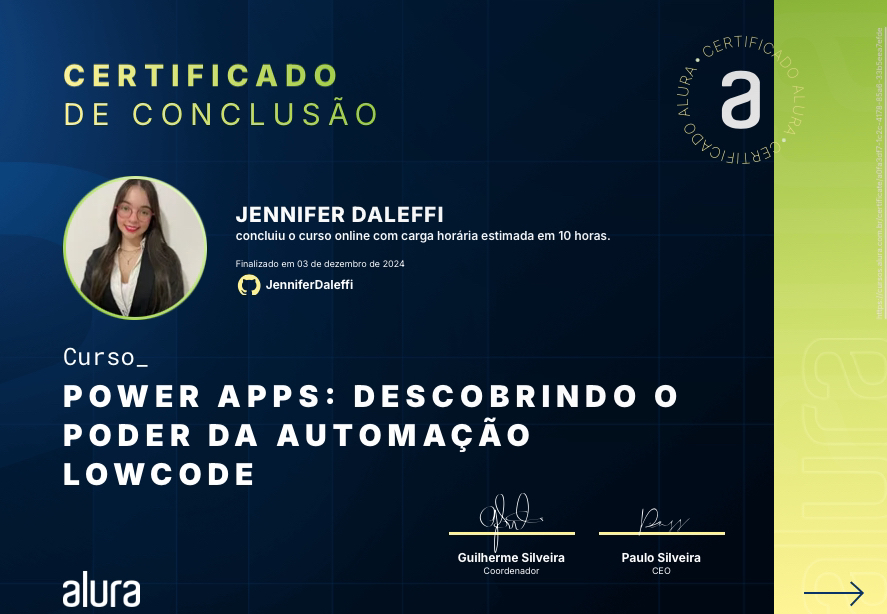 CERTIFICADO
DE CONCLUSÃO
CERTIFICADO ALURA • CERTIFICADO ALURA •
a
JENNIFER DALEFFI
concluiu o curso online com carga horária estimada em 10 horas.
Finalizado em 03 de dezembro de 2024
JenniferDaleffi
Curso_
POWER APPS: DESCOBRINDO O
PODER DA AUTOMAÇÃO
LOWCODE
Guilherme Silveira
Coordenador
Paulo Silveira
CEO
alura
alura